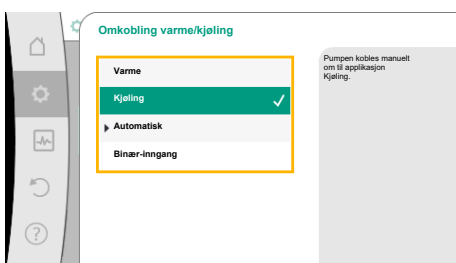 Omkobling varme/kjøling
Varme
Kjøling
Automatisk
Binær-inngang
Pumpen kobles manuelt
om til applikasjon
Kjøling.
?